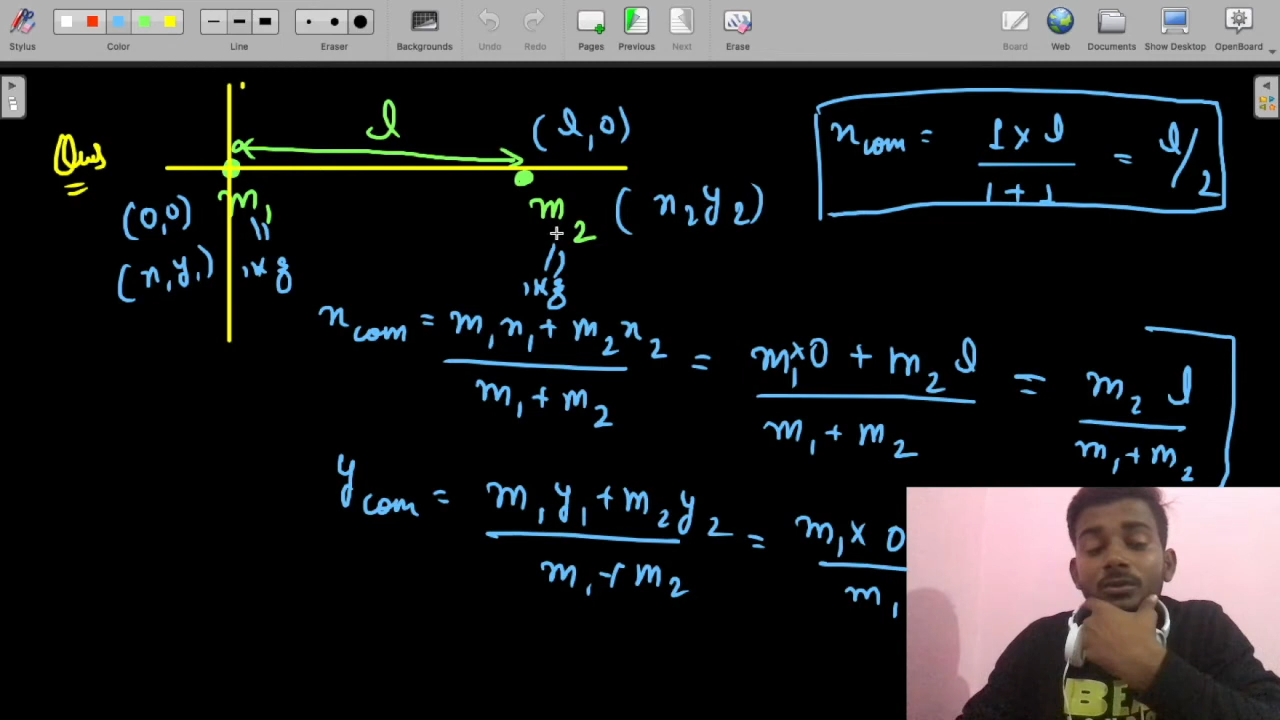 Stylus Color Line Eraser Backgrounds Undo Redo Pages Previous Next Erase Board Web Documents Show Desktop OpenBoard
Ques
l
(l,0)
x_com = 1 × l / 1 + 1 = l/2
(0,0) m₁
m₂ (x₂y₂)
(x₁y₁) 1kg
1kg
x_com = m₁x₁ + m₂x₂ / m₁ + m₂ = m₁×0 + m₂ l / m₁ + m₂ = m₂ l / m₁ + m₂
y_com = m₁y₁ + m₂y₂ / m₁ + m₂ = m₁ × 0 / m₁
BE